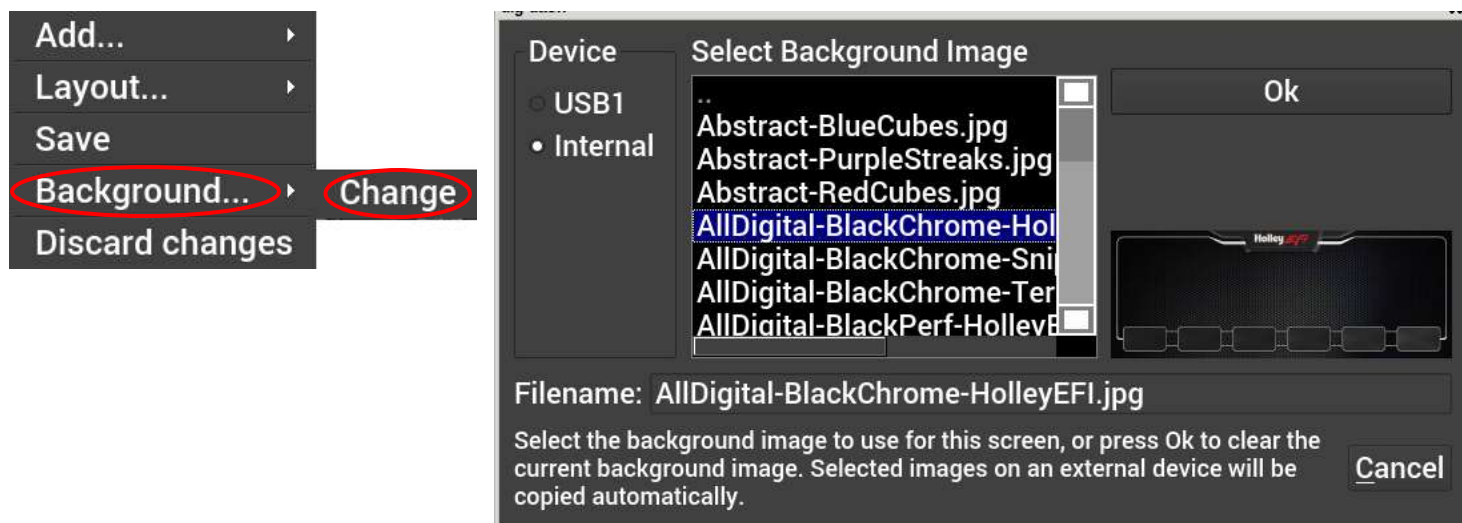 Add...
Layout...
Save
Background...
Change
Discard changes
Device
USB1
Internal
Select Background Image
..
Abstract-BlueCubes.jpg
Abstract-PurpleStreaks.jpg
Abstract-RedCubes.jpg
AllDigital-BlackChrome-Hol
AllDigital-BlackChrome-Sni
AllDigital-BlackChrome-Ter
AllDigital-BlackPerf-HolleyE
Ok
Holley EFI
Filename: AllDigital-BlackChrome-HolleyEFI.jpg
Select the background image to use for this screen, or press Ok to clear the
current background image. Selected images on an external device will be
copied automatically.
Cancel